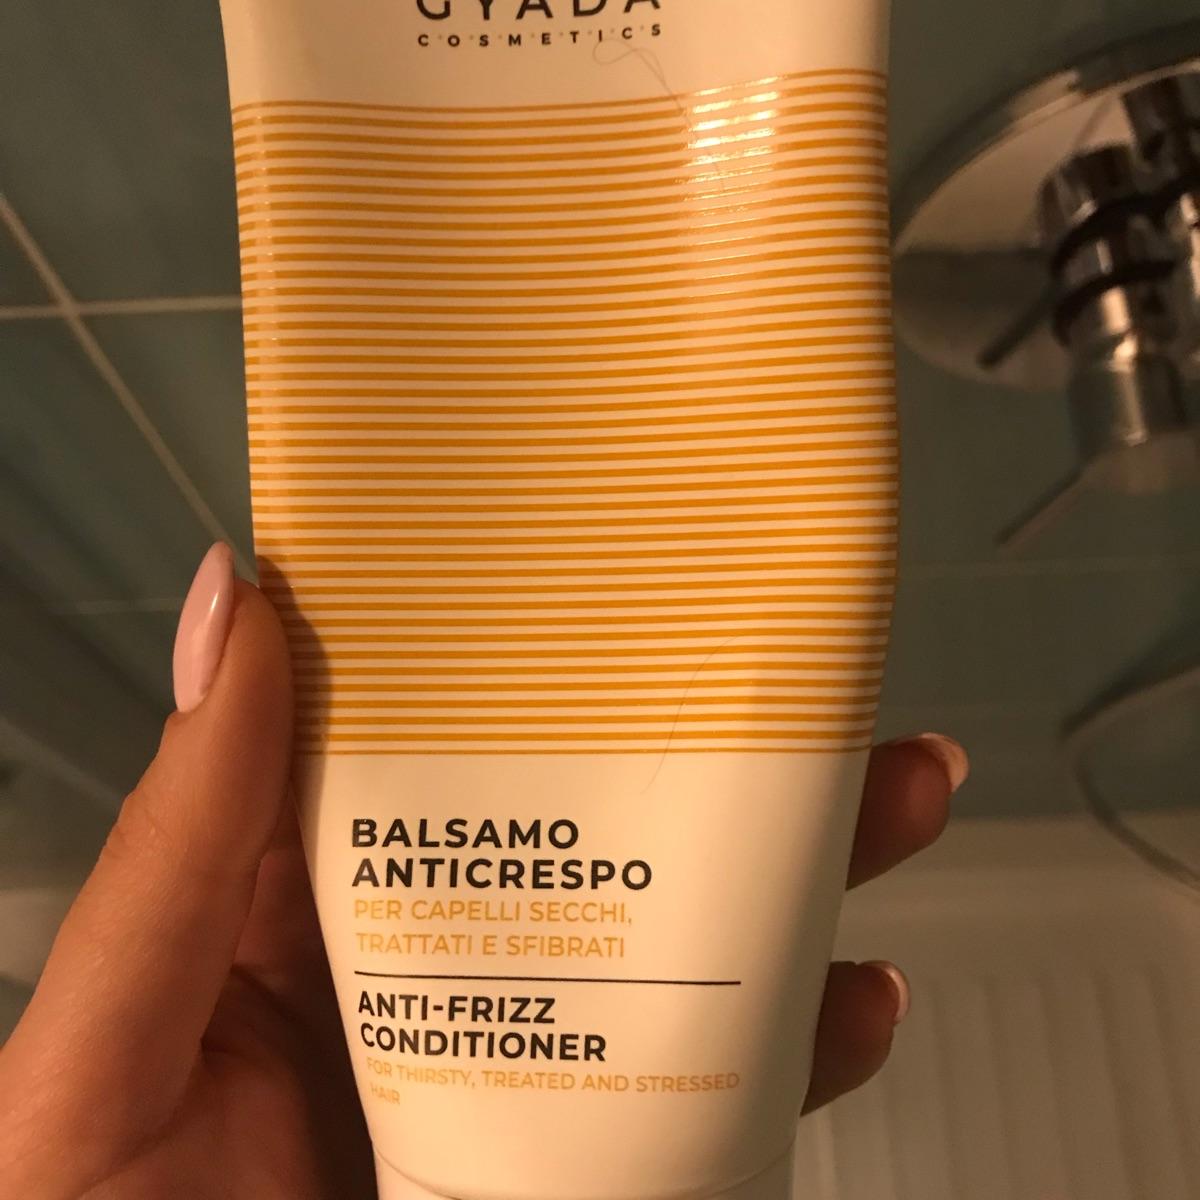 GYADA
COSMETICS
BALSAMO
ANTICRESPO
PER CAPELLI SECCHI,
TRATTATI E SFIBRATI
ANTI-FRIZZ
CONDITIONER
FOR THIRSTY, TREATED AND STRESSED
HAIR